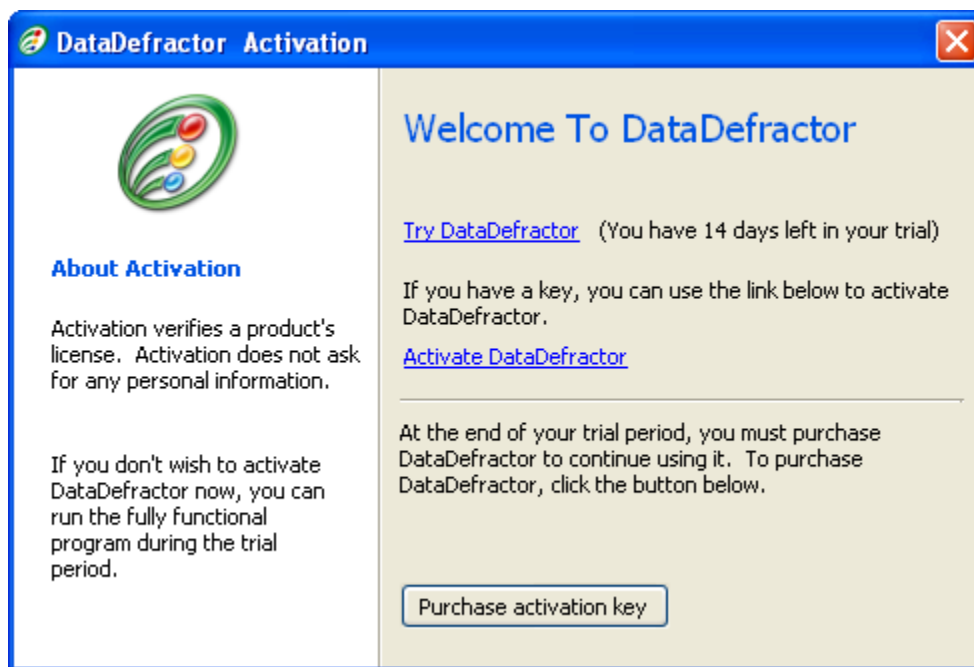 DataDefractor Activation
About Activation
Activation verifies a product's
license. Activation does not ask
for any personal information.
If you don't wish to activate
DataDefractor now, you can
run the fully functional
program during the trial
period.
Welcome To DataDefractor
Try DataDefractor (You have 14 days left in your trial)
If you have a key, you can use the link below to activate
DataDefractor.
Activate DataDefractor
At the end of your trial period, you must purchase
DataDefractor to continue using it. To purchase
DataDefractor, click the button below.
Purchase activation key